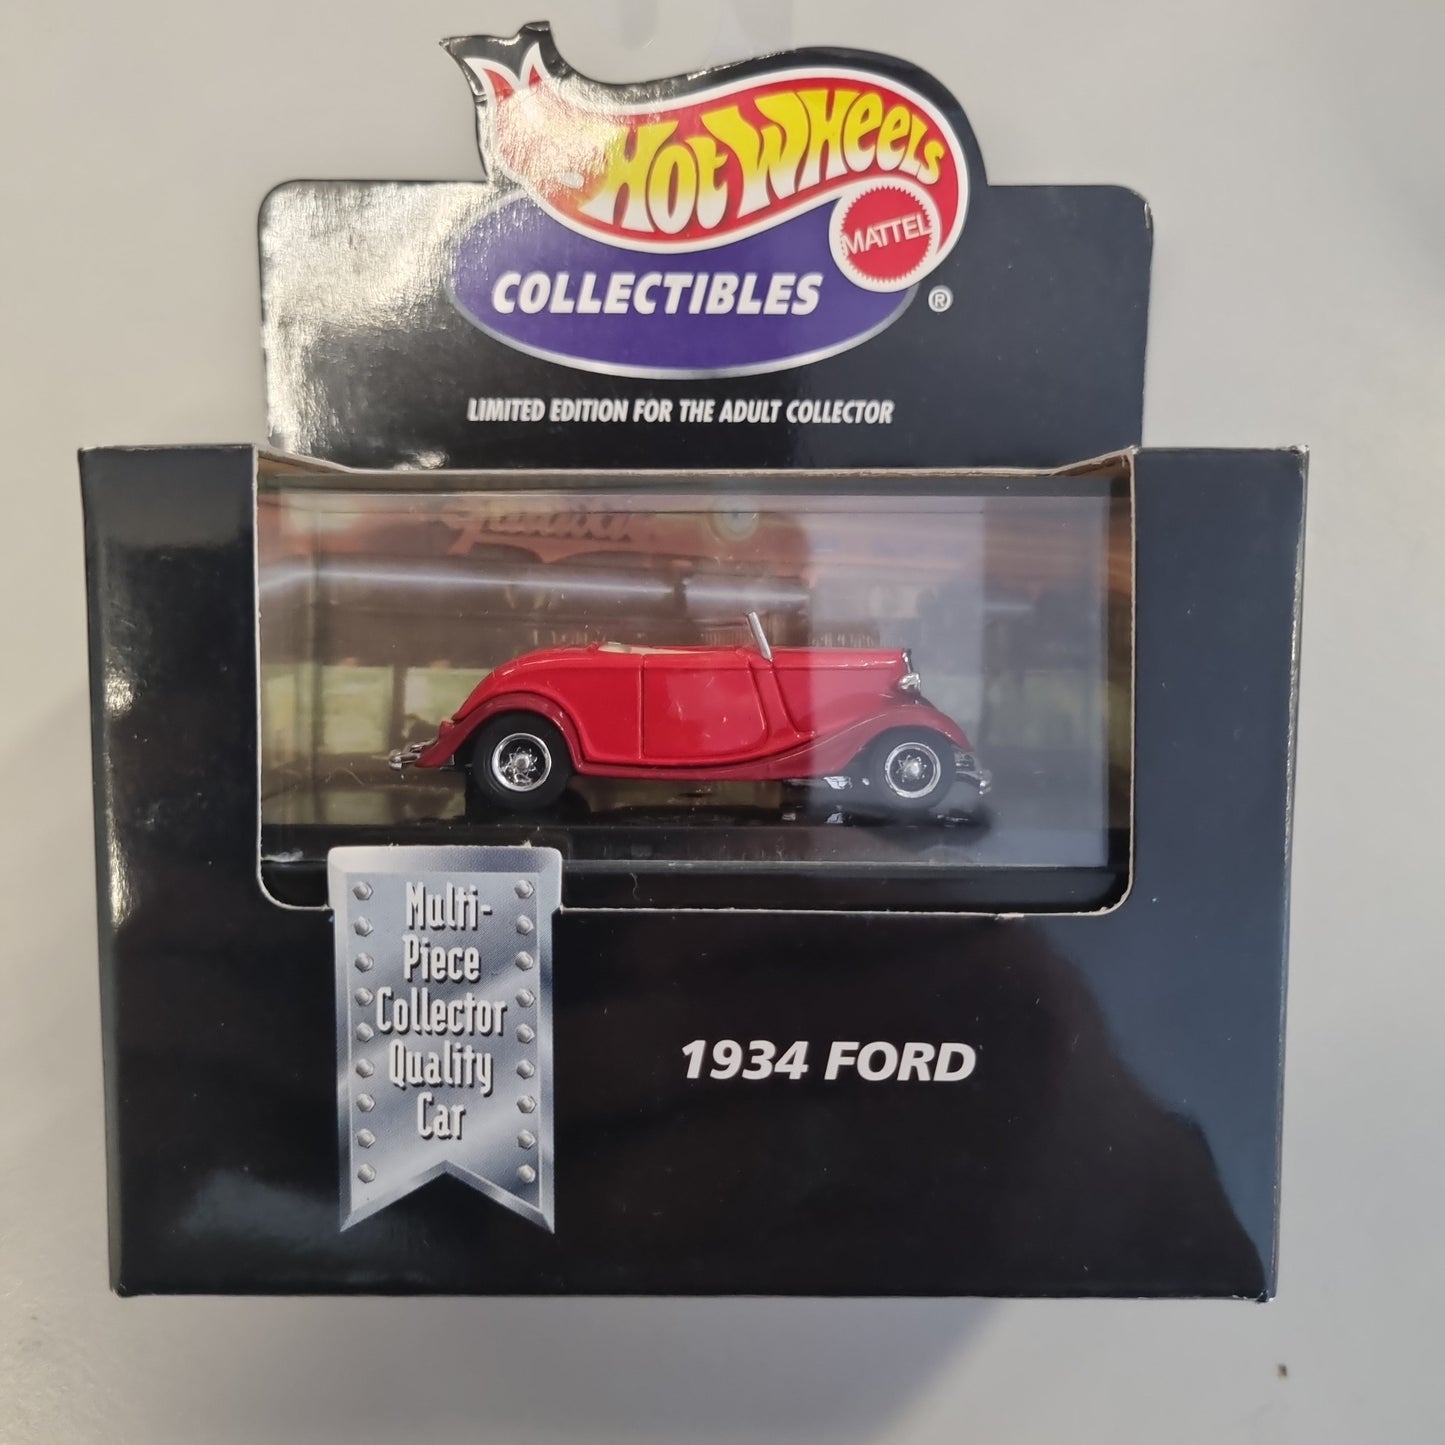 HOT WHEELS
MATTEL
COLLECTIBLES
®
LIMITED EDITION FOR THE ADULT COLLECTOR
Multi-
Piece
Collector
Quality
Car
1934 FORD